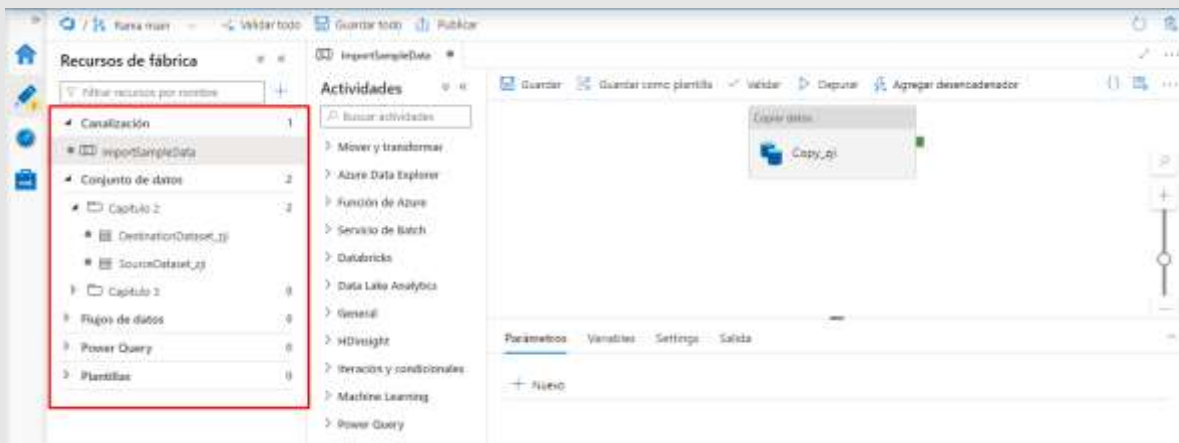 Rama main
Validar todo
Guardar todo
Publicar
Recursos de fábrica
Filtrar recursos por nombre
Canalización 1
ImportSampleData
Conjunto de datos 2
Capítulo 2 2
DestinationDataset_zji
SourceDataset_zji
Capítulo 3 0
Flujos de datos 0
Power Query 0
Plantillas 0
ImportSampleData
Actividades
Buscar actividades
Mover y transformar
Azure Data Explorer
Función de Azure
Servicio de Batch
Databricks
Data Lake Analytics
General
HDInsight
Iteración y condicionales
Machine Learning
Power Query
Guardar
Guardar como plantilla
Validar
Depurar
Agregar desencadenador
Copiar datos
Copy_zji
Parámetros Variables Settings Salida
Nuevo